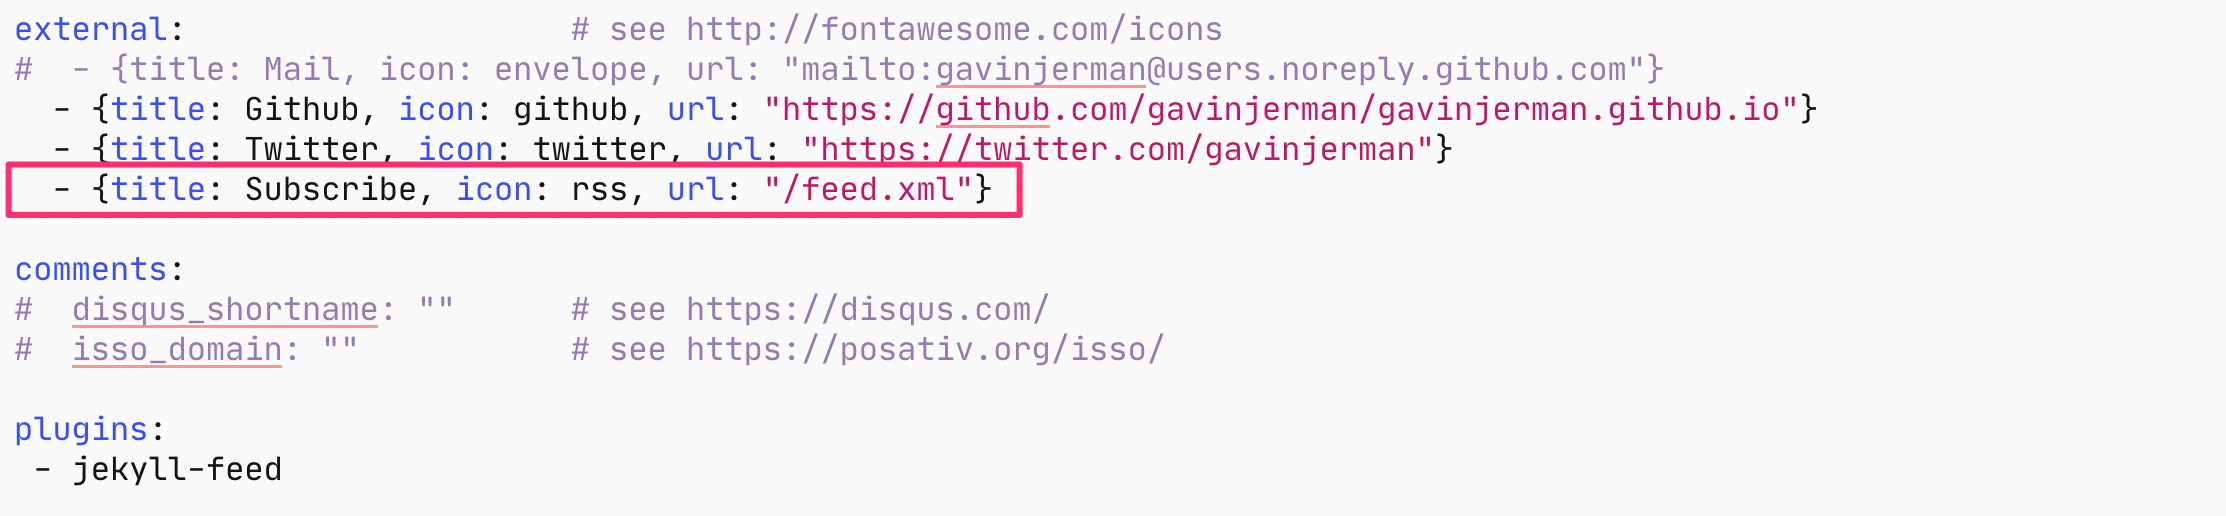 external:                    # see http://fontawesome.com/icons
#  - {title: Mail, icon: envelope, url: "mailto:gavinjerman@users.noreply.github.com"}
  - {title: Github, icon: github, url: "https://github.com/gavinjerman/gavinjerman.github.io"}
  - {title: Twitter, icon: twitter, url: "https://twitter.com/gavinjerman"}
  - {title: Subscribe, icon: rss, url: "/feed.xml"}
comments:
#  disqus_shortname: ""      # see https://disqus.com/
#  isso_domain: ""           # see https://posativ.org/isso/
plugins:
 - jekyll-feed